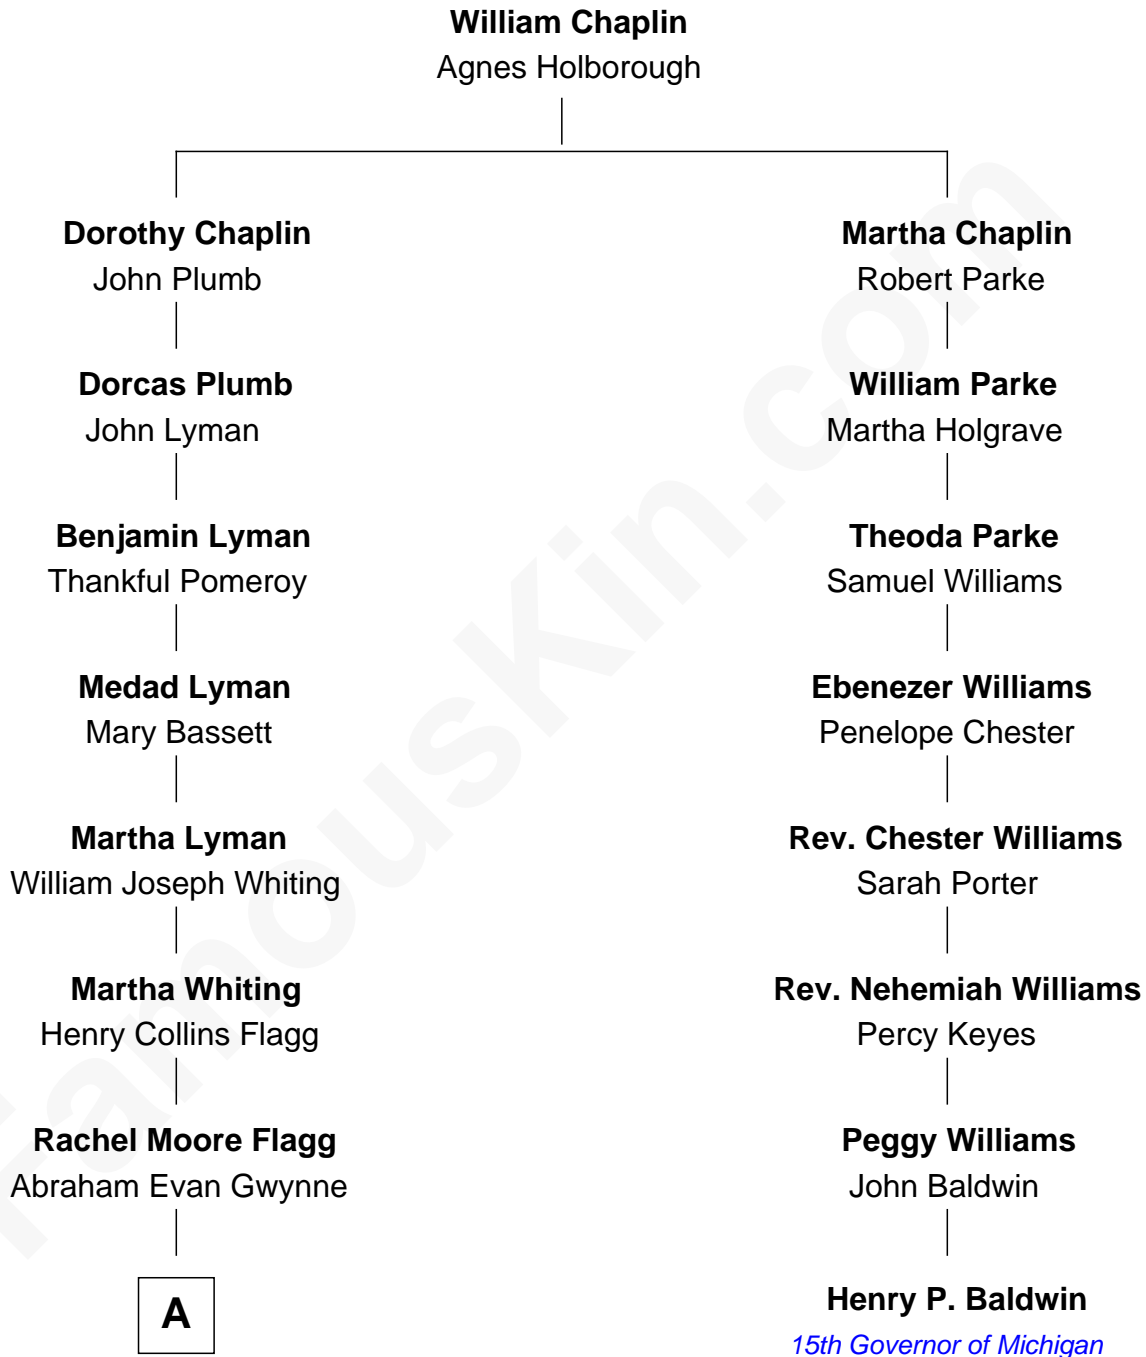 William Chaplin
Agnes Holborough
Dorothy Chaplin
John Plumb
Martha Chaplin
Robert Parke
Dorcas Plumb
John Lyman
William Parke
Martha Holgrave
Benjamin Lyman
Thankful Pomeroy
Theoda Parke
Samuel Williams
Medad Lyman
Mary Bassett
Ebenezer Williams
Penelope Chester
Martha Lyman
William Joseph Whiting
Rev. Chester Williams
Sarah Porter
Martha Whiting
Henry Collins Flagg
Rev. Nehemiah Williams
Percy Keyes
Rachel Moore Flagg
Abraham Evan Gwynne
Peggy Williams
John Baldwin
A
Henry P. Baldwin
15th Governor of Michigan
FamousKin.com